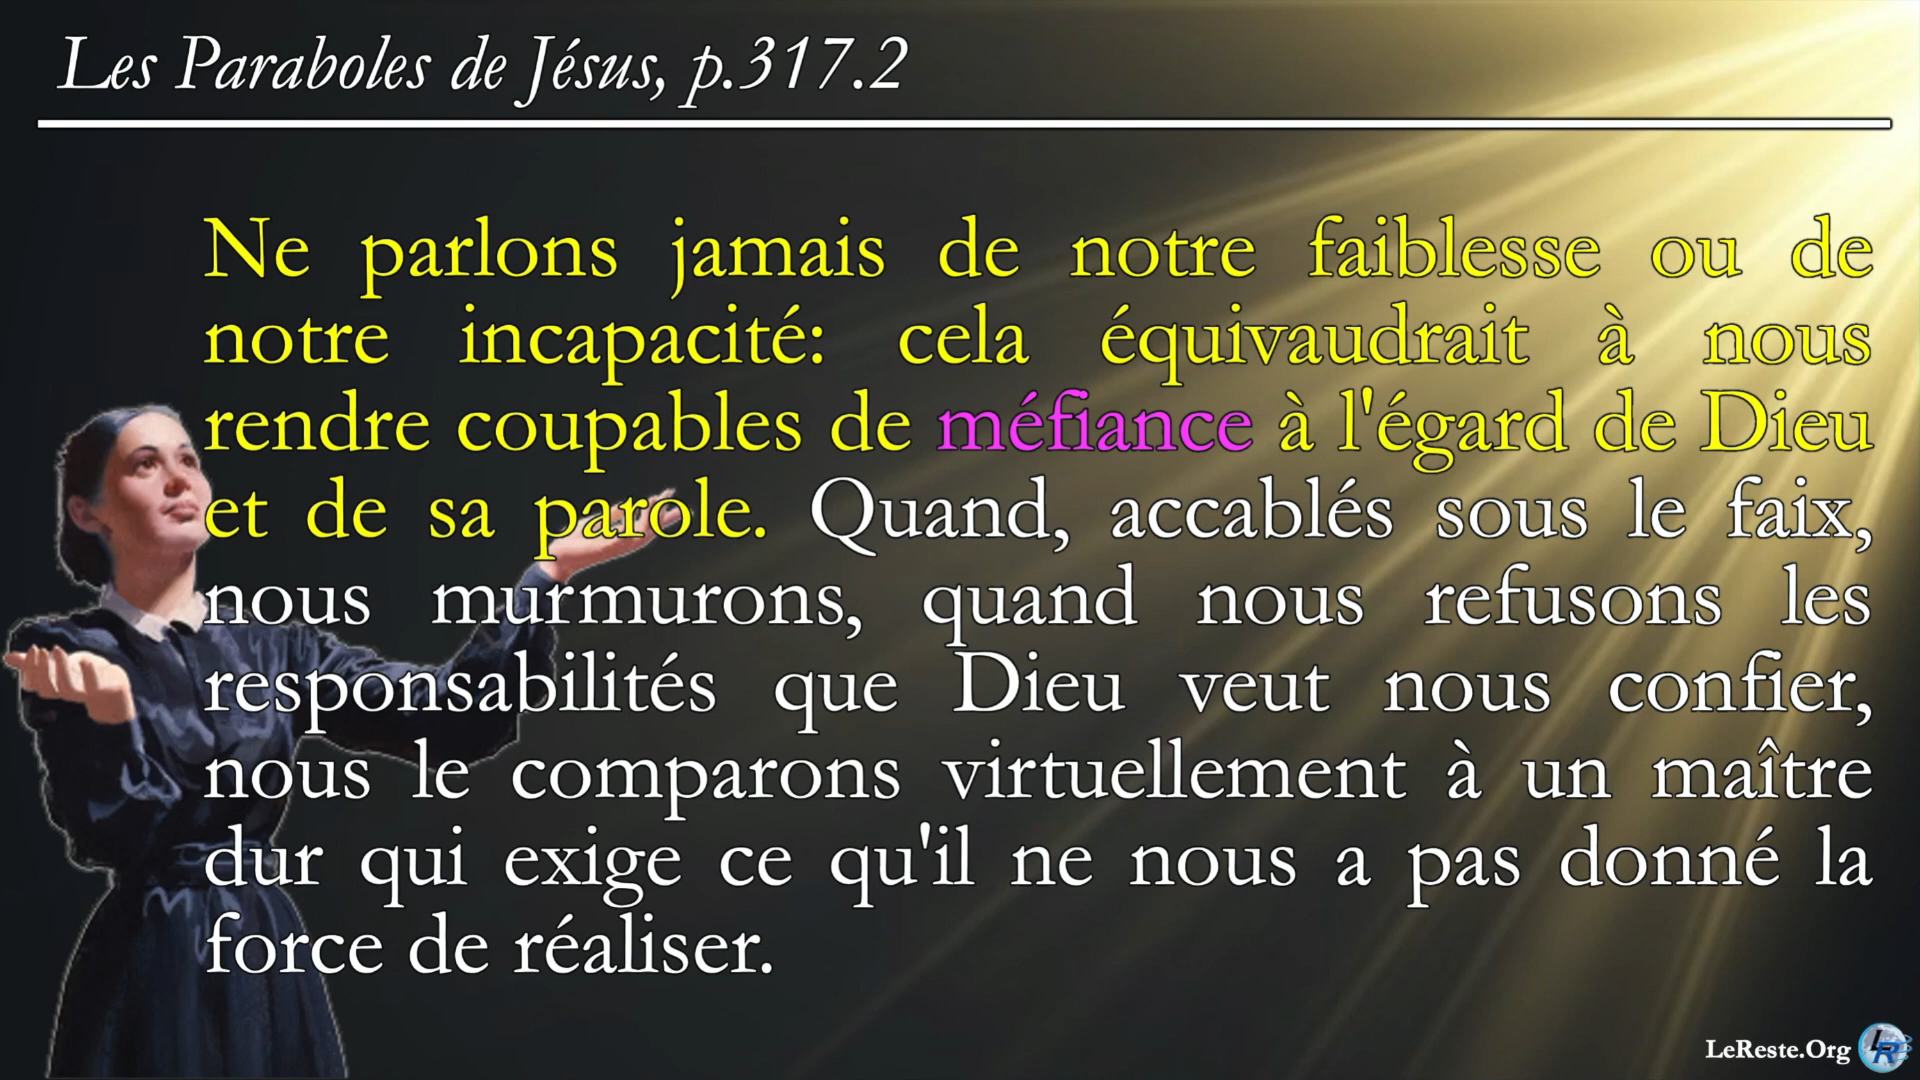 Les Paraboles de Jésus, p.317.2
Ne parlons jamais de notre faiblesse ou de
notre incapacité: cela équivaudrait à nous
rendre coupables de méfiance à l'égard de Dieu
et de sa parole. Quand, accablés sous le faix,
nous murmurons, quand nous refusons les
responsabilités que Dieu veut nous confier,
nous le comparons virtuellement à un maître
dur qui exige ce qu'il ne nous a pas donné la
force de réaliser.
LeReste.Org
LR